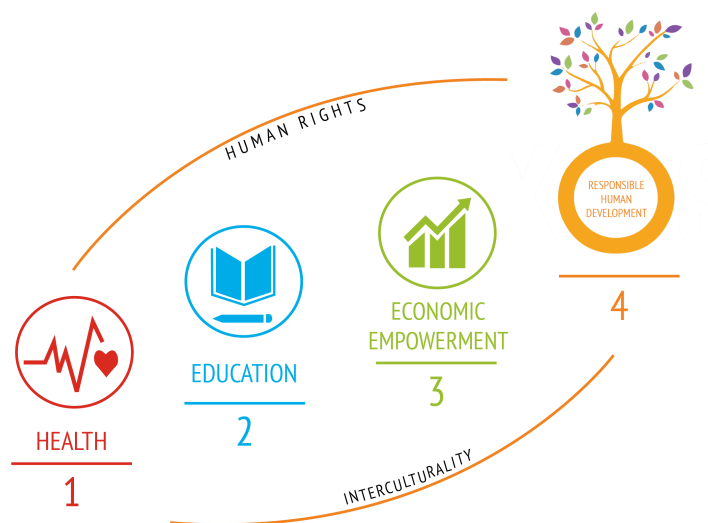 HUMAN RIGHTS
RESPONSIBLE
HUMAN
DEVELOPMENT
4
ECONOMIC
EMPOWERMENT
3
EDUCATION
2
HEALTH
1
INTERCULTURALITY